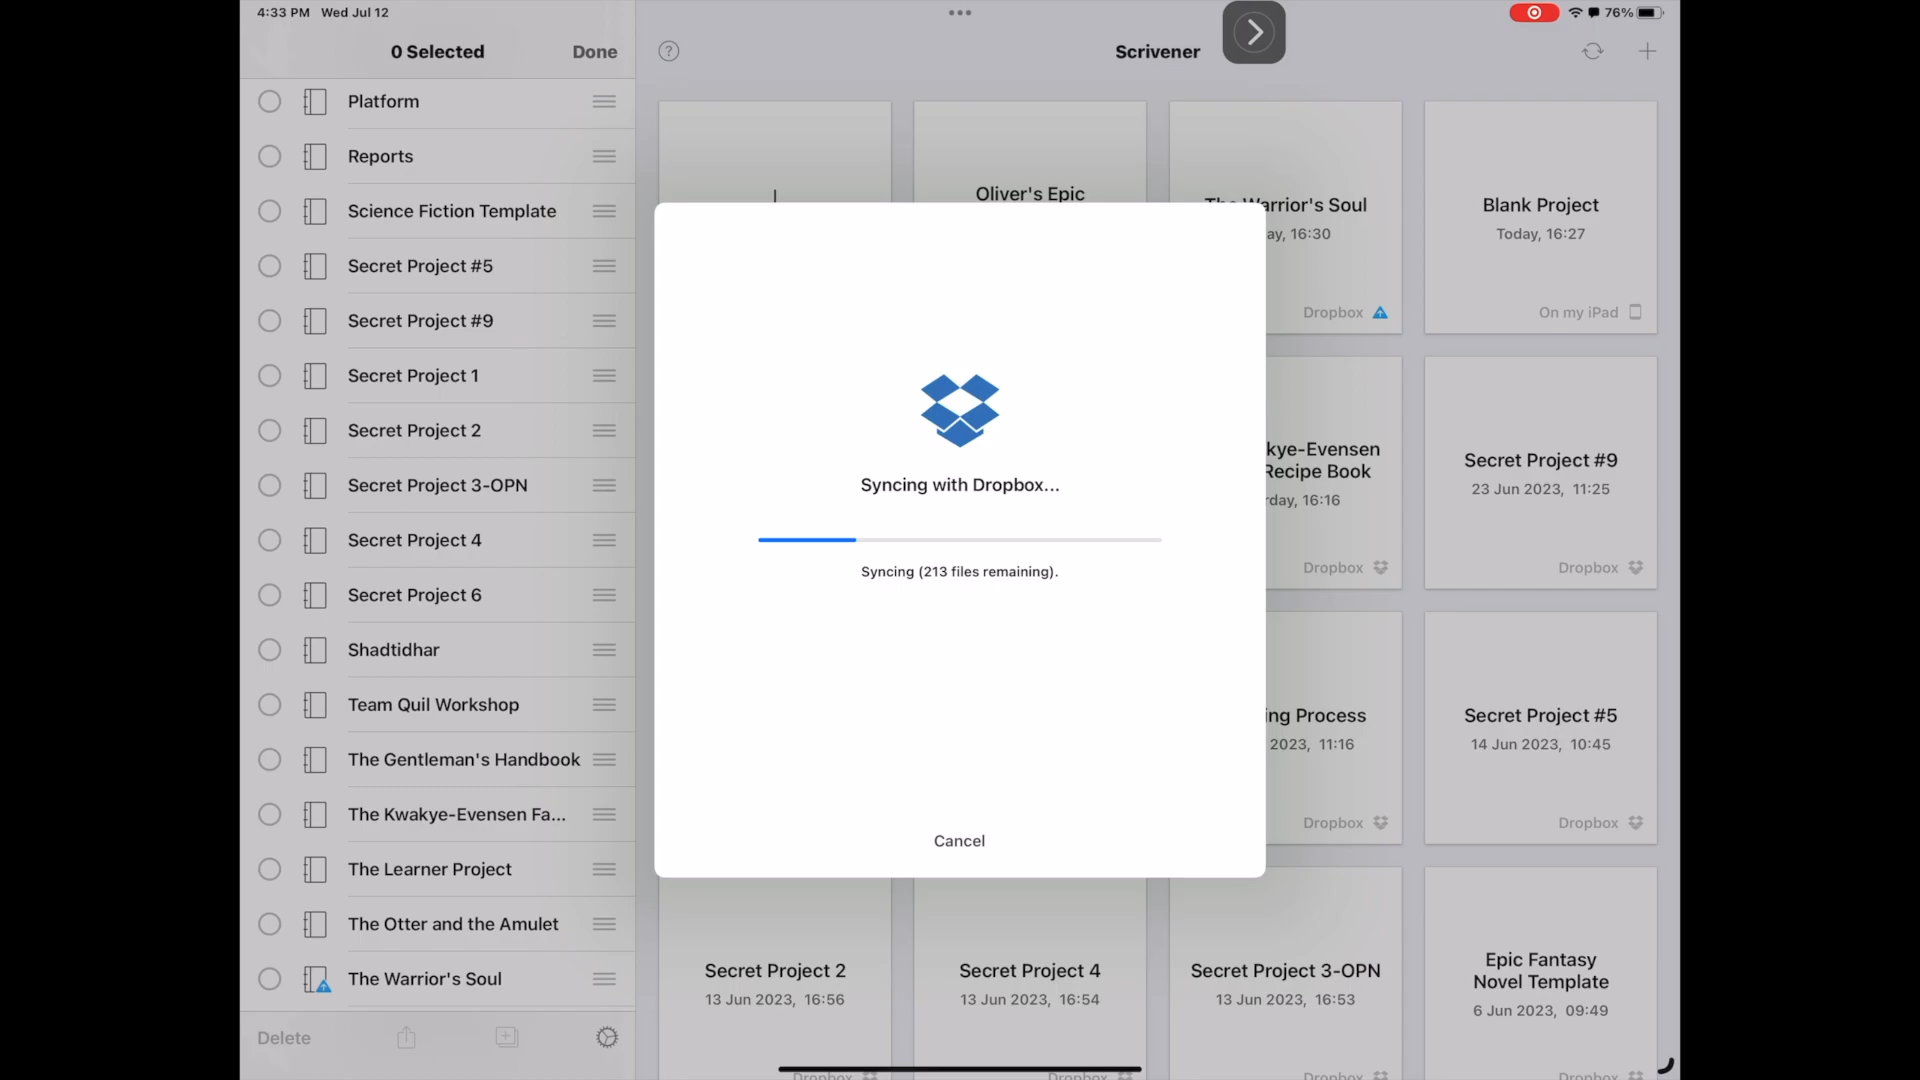 4:33 PM Wed Jul 12
76%
0 Selected
Done
?
Scrivener
Platform
Reports
Science Fiction Template
Secret Project #5
Secret Project #9
Secret Project 1
Secret Project 2
Secret Project 3-OPN
Secret Project 4
Secret Project 6
Shadtidhar
Team Quil Workshop
The Gentleman's Handbook
The Kwakye-Evensen Fa...
The Learner Project
The Otter and the Amulet
The Warrior's Soul
Delete
Oliver's Epic
The Warrior's Soul
ay, 16:30
Dropbox
Blank Project
Today, 16:27
On my iPad
Syncing with Dropbox...
Syncing (213 files remaining).
Cancel
kye-Evensen
Recipe Book
rday, 16:16
Dropbox
Secret Project #9
23 Jun 2023, 11:25
Dropbox
ing Process
2023, 11:16
Dropbox
Secret Project #5
14 Jun 2023, 10:45
Dropbox
Secret Project 2
13 Jun 2023, 16:56
Dropbox
Secret Project 4
13 Jun 2023, 16:54
Dropbox
Secret Project 3-OPN
13 Jun 2023, 16:53
Dropbox
Epic Fantasy
Novel Template
6 Jun 2023, 09:49
Dropbox